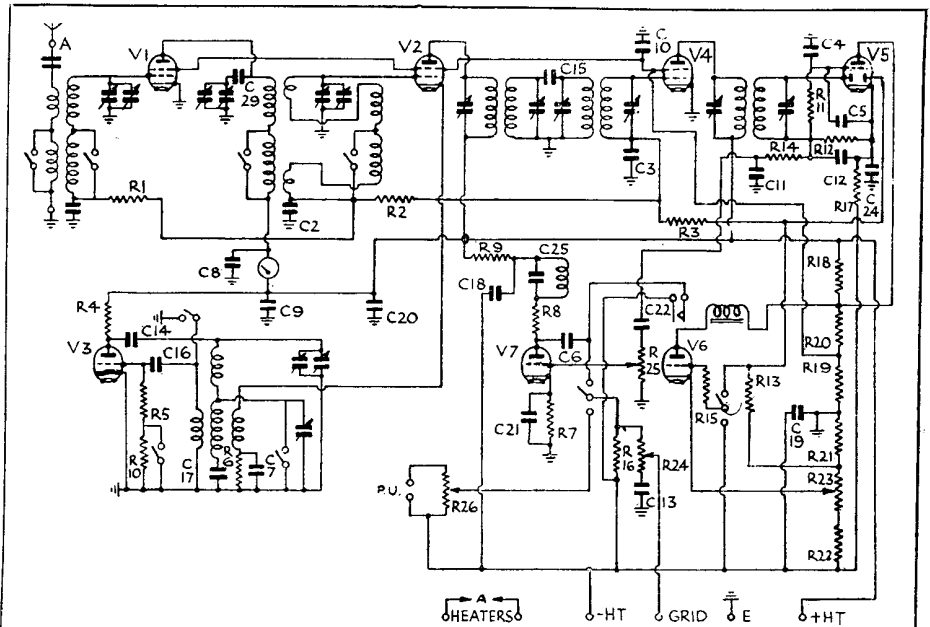 A
V1
V2
C10
V4
C4
V5
C29
C15
R11
C5
C3
R14
R12
C11
C12
R17
C24
R1
C2
R2
R3
R9
C25
R18
C8
C18
R4
C9
C20
R8
C22
C14
V3
C16
V7
C6
R25
V6
R20
R19
R13
R5
R15
C19
C21
R7
R10
C17
R6
C7
R16
R24
R21
R23
P.U.
R26
C13
R22
A
HEATERS
-HT
GRID
E
+HT